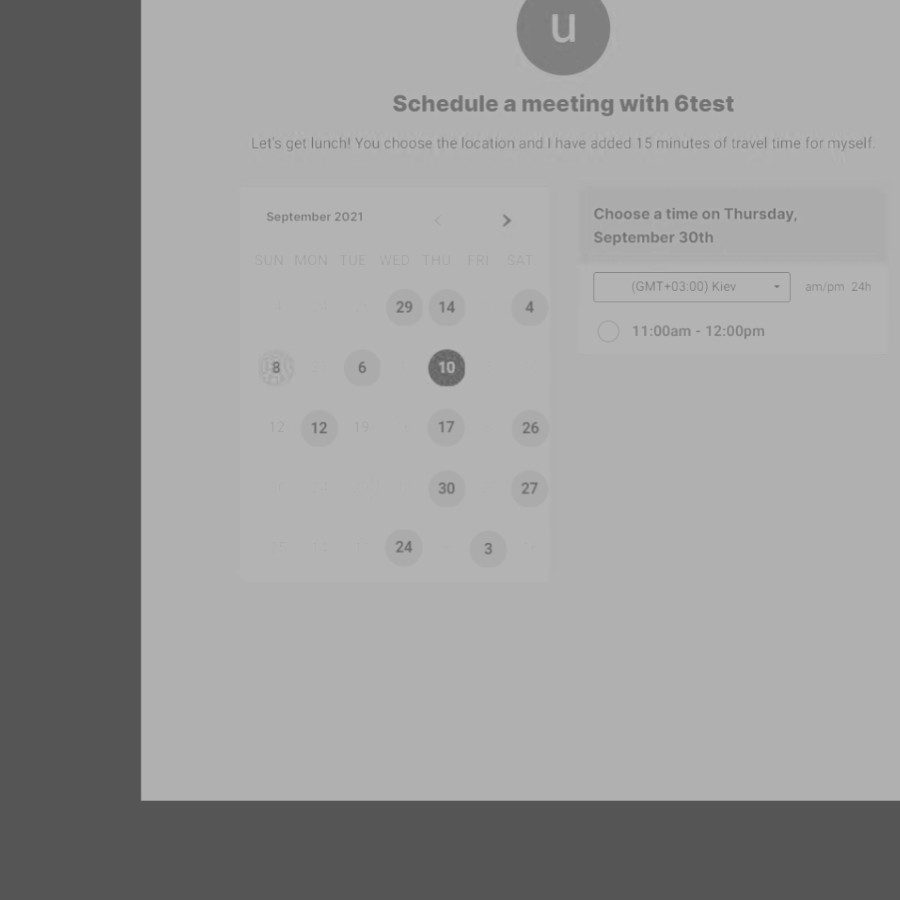 u
Schedule a meeting with 6test
Let's get lunch! You choose the location and I have added 15 minutes of travel time for myself.
September 2021
SUN MON TUE WED THU FRI SAT
29 14 4
8 6 10
12 12 19 17 26
30 27
24 3
Choose a time on Thursday,
September 30th
(GMT+03:00) Kiev am/pm 24h
11:00am - 12:00pm